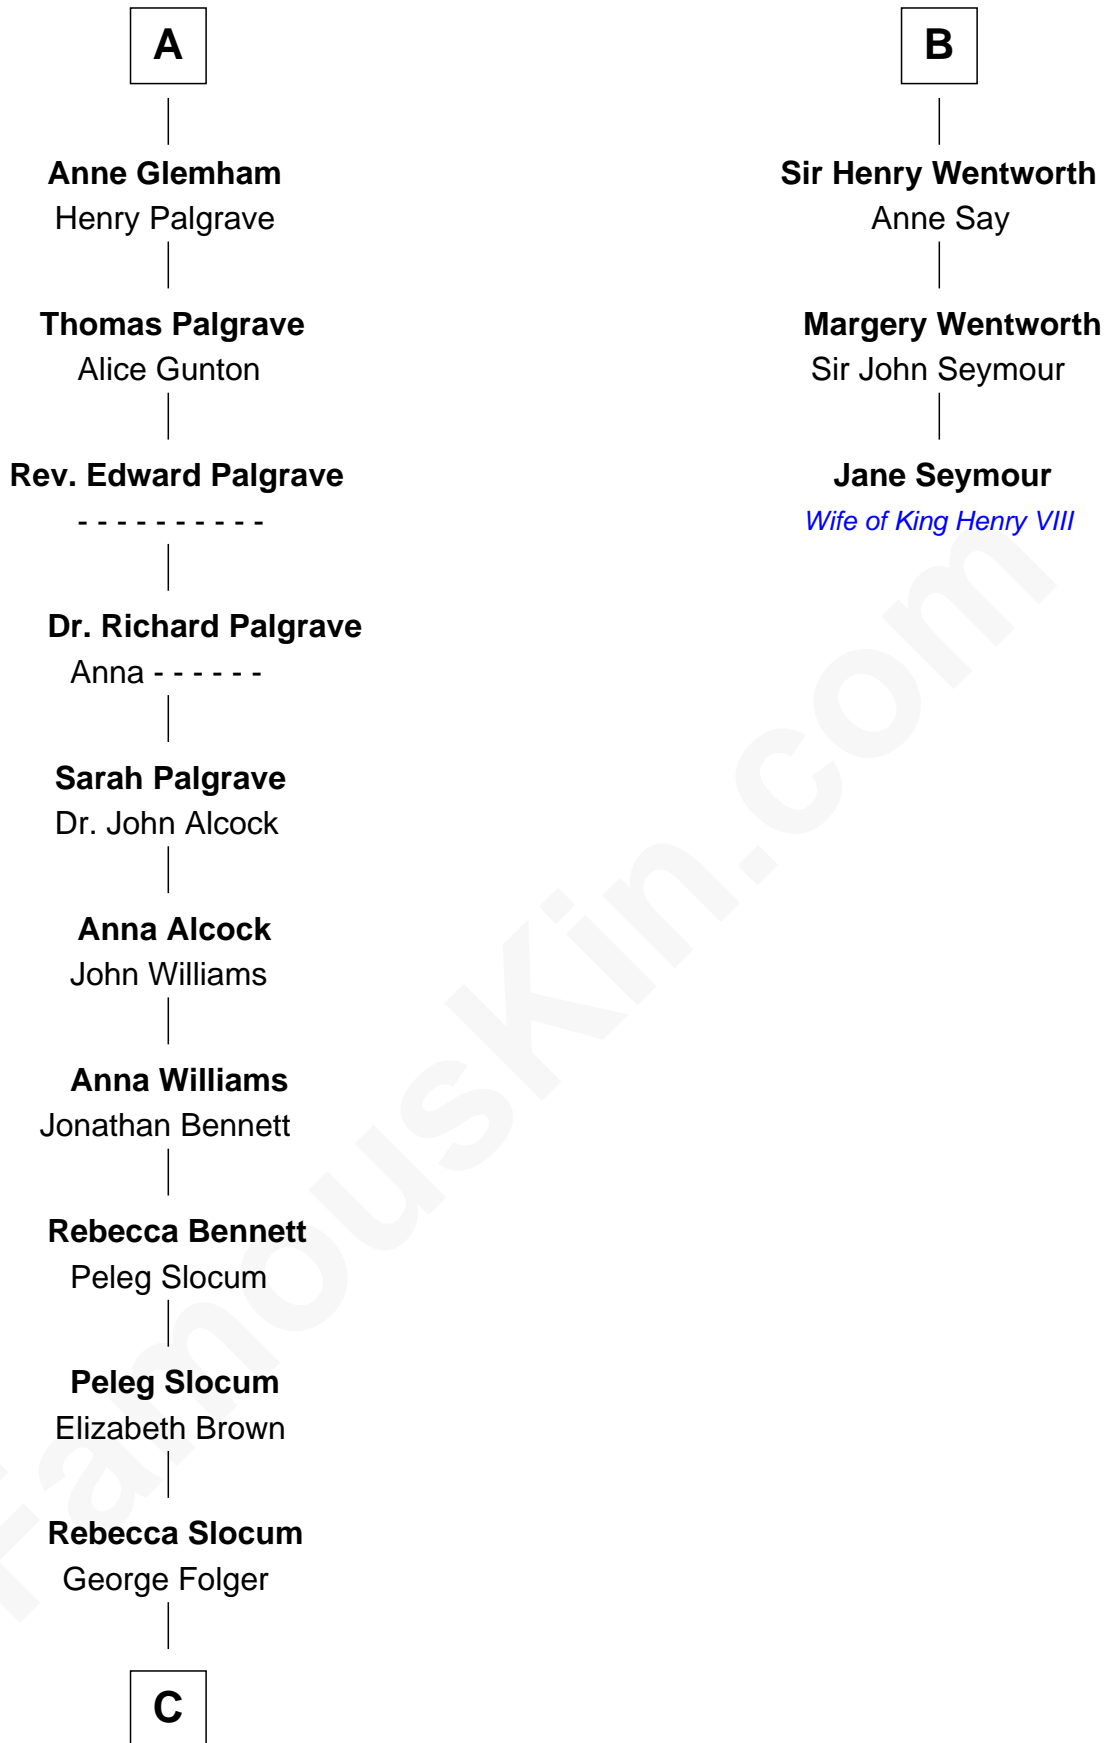 A
Anne Glemham
Henry Palgrave
Thomas Palgrave
Alice Gunton
Rev. Edward Palgrave
- - - - - - - - - -
Dr. Richard Palgrave
Anna - - - - - -
Sarah Palgrave
Dr. John Alcock
Anna Alcock
John Williams
Anna Williams
Jonathan Bennett
Rebecca Bennett
Peleg Slocum
Peleg Slocum
Elizabeth Brown
Rebecca Slocum
George Folger
C
B
Sir Henry Wentworth
Anne Say
Margery Wentworth
Sir John Seymour
Jane Seymour
Wife of King Henry VIII
FamousKin.com